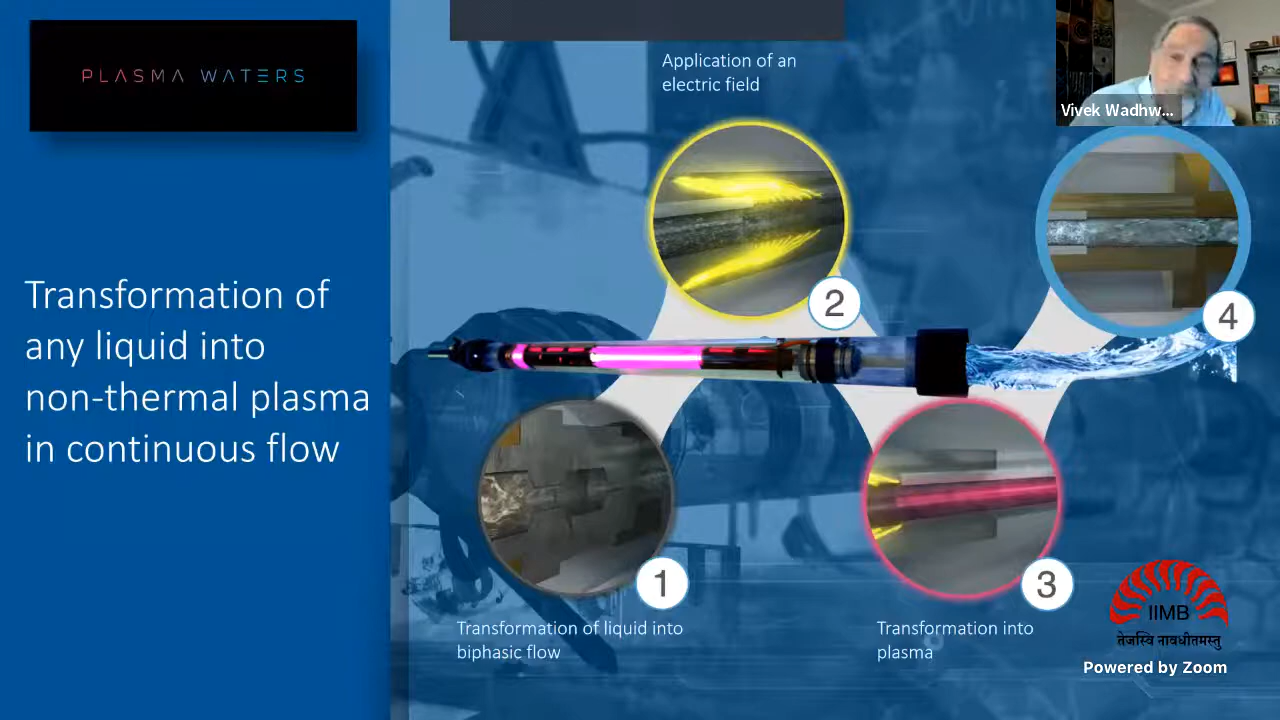 PLASMA WATERS
Transformation of
any liquid into
non-thermal plasma
in continuous flow
Application of an
electric field
2
Vivek Wadhw...
4
1
Transformation of liquid into
biphasic flow
3
Transformation into
plasma
IIMB
तेजस्वि नावधीतमस्तु
Powered by Zoom